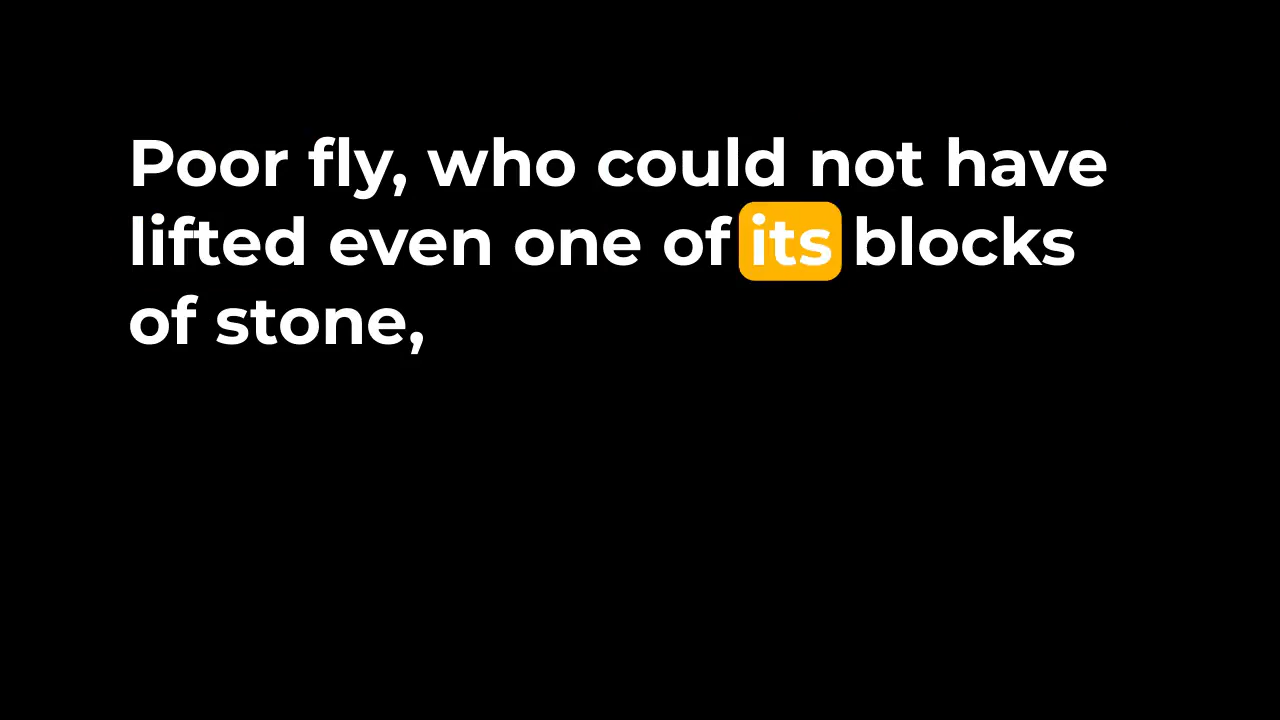 Poor fly, who could not have
lifted even one of its blocks
of stone,